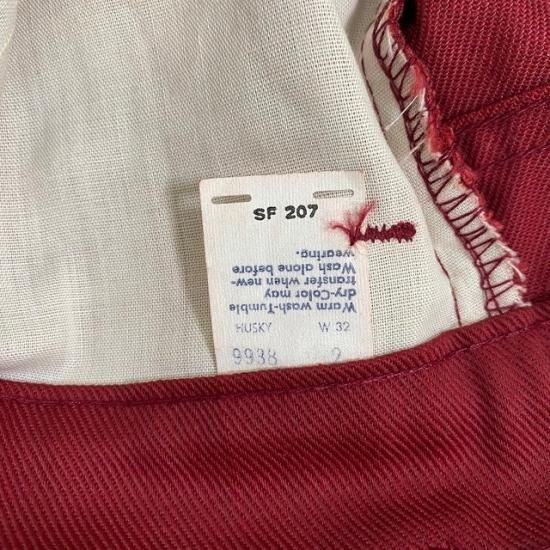 SF 207
Warm wash-Tumble
dry-Color may
transfer when new-
Wash alone before
wearing.
HUSKY W 32
9938 2